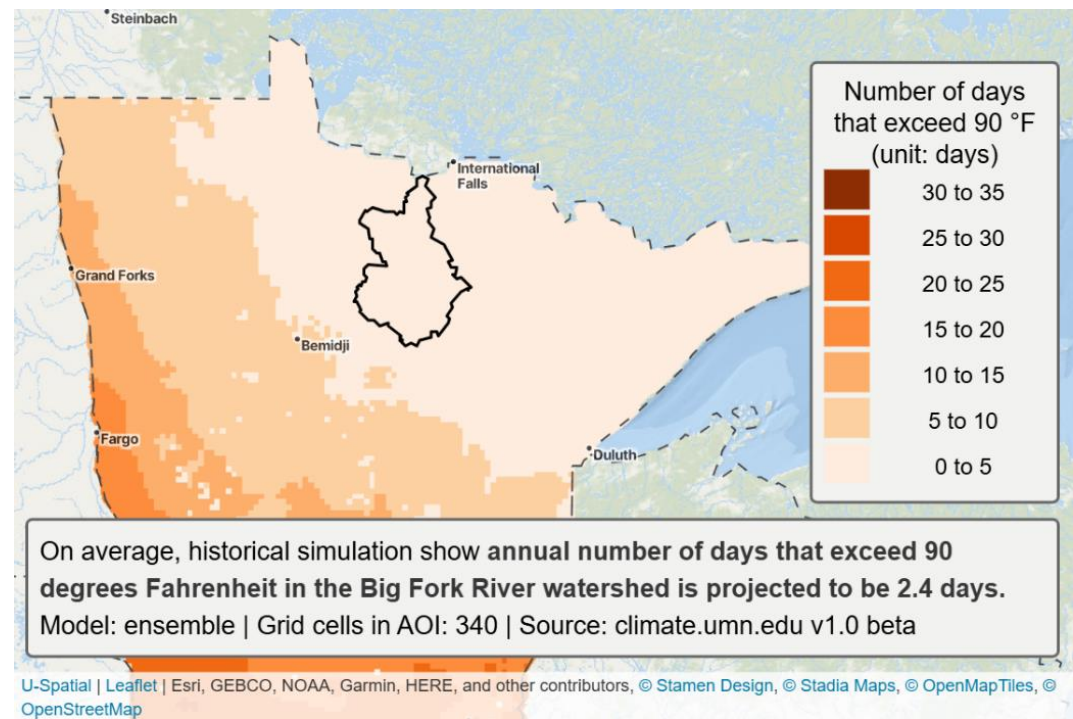 Steinbach
Number of days
that exceed 90 °F
(unit: days)
30 to 35
25 to 30
20 to 25
15 to 20
10 to 15
5 to 10
0 to 5
International
Falls
Grand Forks
Bemidji
Fargo
Duluth
On average, historical simulation show annual number of days that exceed 90
degrees Fahrenheit in the Big Fork River watershed is projected to be 2.4 days.
Model: ensemble | Grid cells in AOI: 340 | Source: climate.umn.edu v1.0 beta
U-Spatial | Leaflet | Esri, GEBCO, NOAA, Garmin, HERE, and other contributors, © Stamen Design, © Stadia Maps, © OpenMapTiles, ©
OpenStreetMap